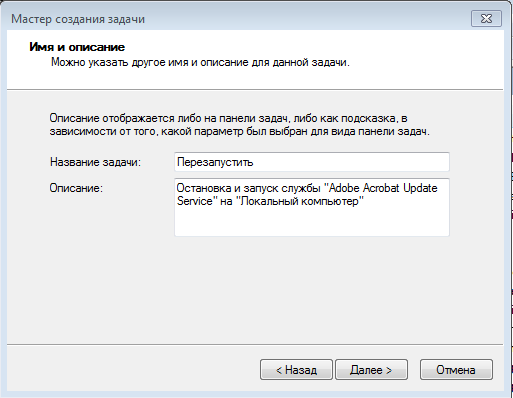 Мастер создания задачи
Имя и описание
Можно указать другое имя и описание для данной задачи.
Описание отображается либо на панели задач, либо как подсказка, в
зависимости от того, какой параметр был выбран для вида панели задач.
Название задачи: Перезапустить
Описание: Остановка и запуск службы "Adobe Acrobat Update
Service" на "Локальный компьютер"
< Назад Далее > Отмена